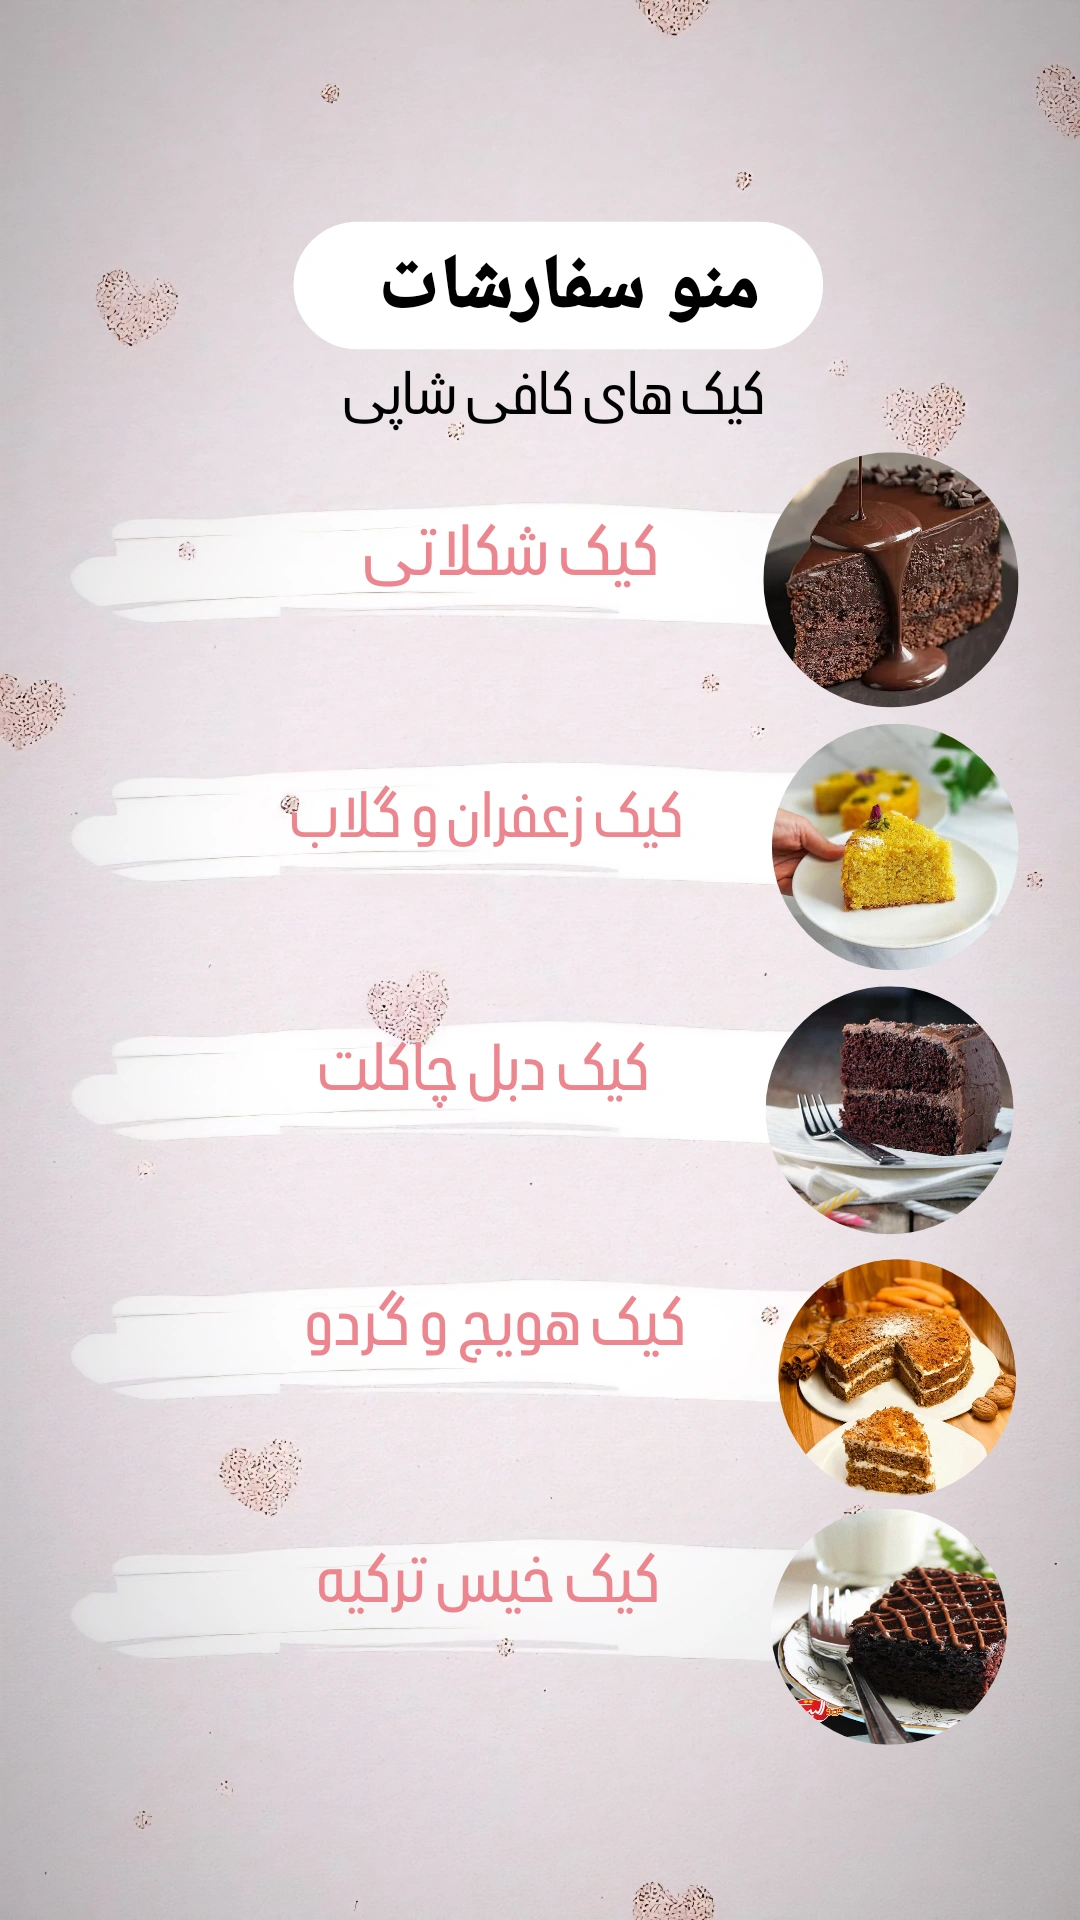 منو سفارشات
کیک های کافی شاپی
کیک شکلاتی
کیک زعفران و گلاب
کیک دبل چاکلت
کیک هویج و گردو
کیک خیس ترکیه